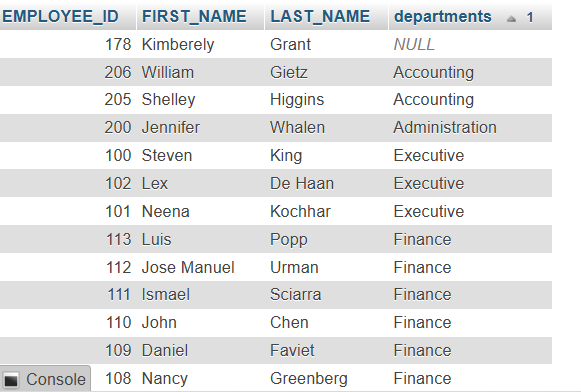 EMPLOYEE_ID FIRST_NAME LAST_NAME departments 1
178 Kimberely Grant NULL
206 William Gietz Accounting
205 Shelley Higgins Accounting
200 Jennifer Whalen Administration
100 Steven King Executive
102 Lex De Haan Executive
101 Neena Kochhar Executive
113 Luis Popp Finance
112 Jose Manuel Urman Finance
111 Ismael Sciarra Finance
110 John Chen Finance
109 Daniel Faviet Finance
Console 108 Nancy Greenberg Finance